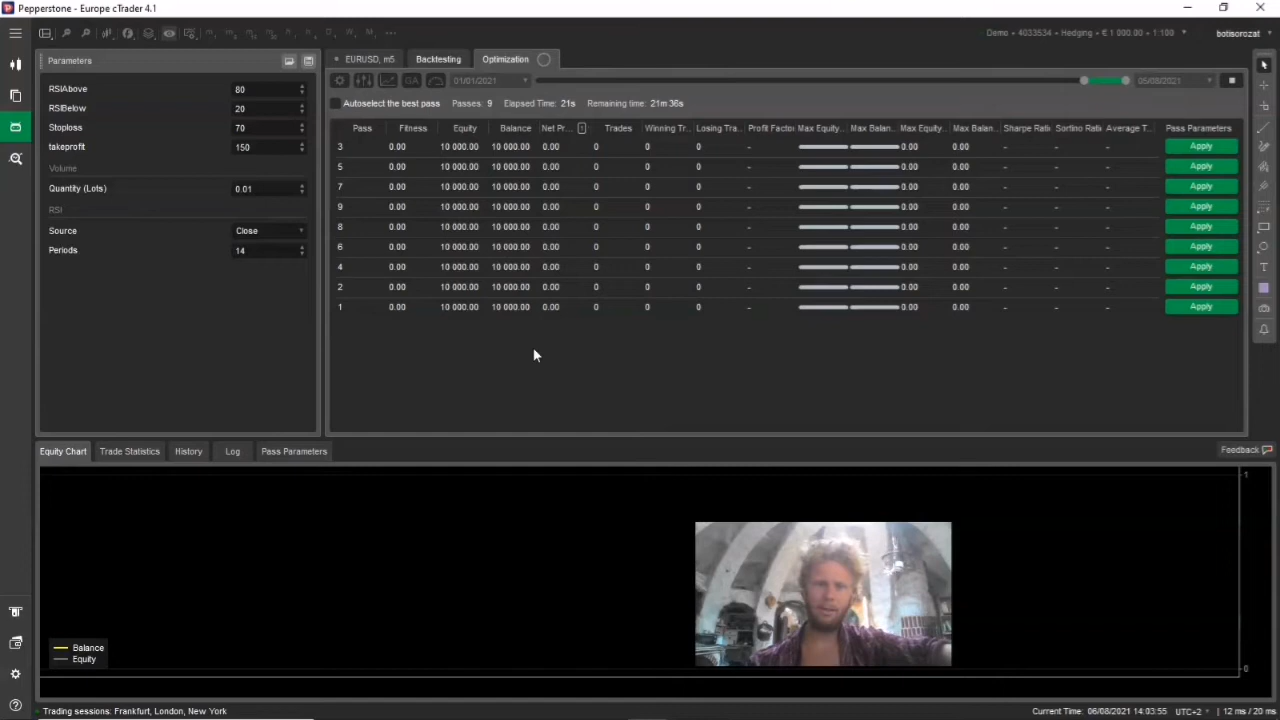 Pepperstone - Europe cTrader 4.1
Demo • 4033534 • Hedging • € 1 000.00 • 1:100
botisorozat
Parameters
RSIAbove 80
RSIBelow 20
Stoploss 70
takeprofit 150
Volume
Quantity (Lots) 0.01
RSI
Source Close
Periods 14
EURUSD, m5 Backtesting Optimization
GA 01/01/2021 05/08/2021
Autoselect the best pass Passes: 9 Elapsed Time: 21s Remaining time: 21m 36s
Pass Fitness Equity Balance Net Pr... 1 Trades Winning Tr... Losing Tra... Profit Factor Max Equity... Max Balan... Max Equity... Max Balan... Sharpe Rati Sortino Ratio Average T... Pass Parameters
3 0.00 10 000.00 10 000.00 0.00 0 0 0 - 0.00 0.00 - - - Apply
5 0.00 10 000.00 10 000.00 0.00 0 0 0 - 0.00 0.00 - - - Apply
7 0.00 10 000.00 10 000.00 0.00 0 0 0 - 0.00 0.00 - - - Apply
9 0.00 10 000.00 10 000.00 0.00 0 0 0 - 0.00 0.00 - - - Apply
8 0.00 10 000.00 10 000.00 0.00 0 0 0 - 0.00 0.00 - - - Apply
6 0.00 10 000.00 10 000.00 0.00 0 0 0 - 0.00 0.00 - - - Apply
4 0.00 10 000.00 10 000.00 0.00 0 0 0 - 0.00 0.00 - - - Apply
2 0.00 10 000.00 10 000.00 0.00 0 0 0 - 0.00 0.00 - - - Apply
1 0.00 10 000.00 10 000.00 0.00 0 0 0 - 0.00 0.00 - - - Apply
Equity Chart Trade Statistics History Log Pass Parameters
Feedback
1
Balance
Equity
0
Trading sessions: Frankfurt, London, New York
Current Time: 06/08/2021 14:03:55 UTC+2 12 ms / 20 ms